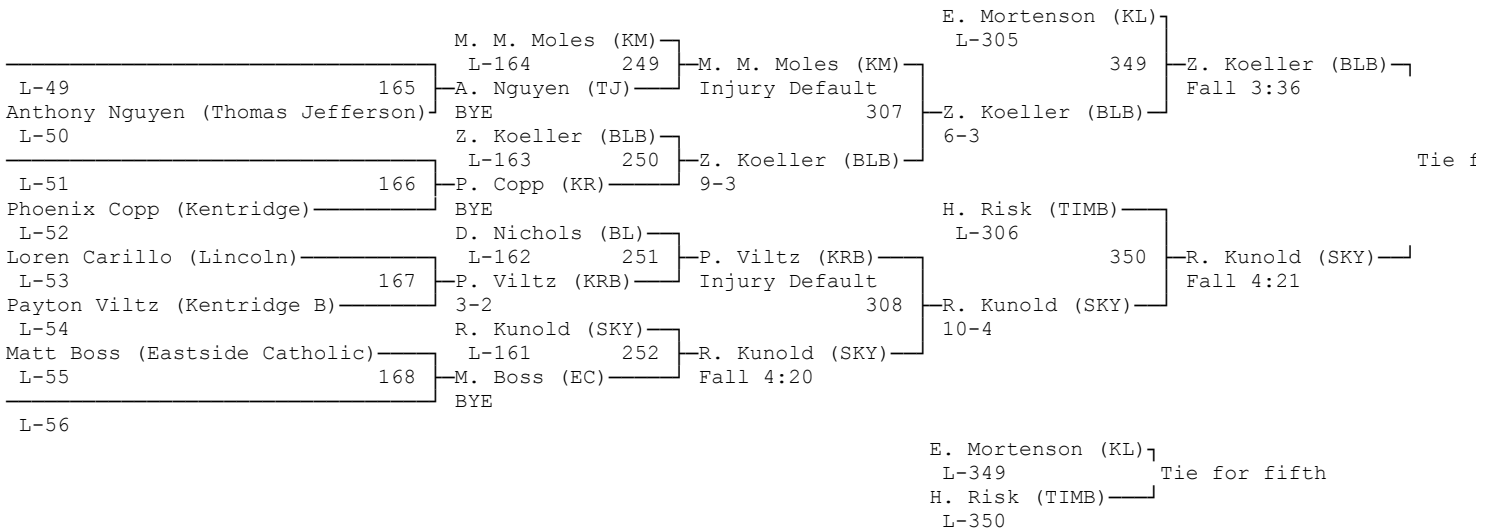 E. Mortenson (KL)
M. M. Moles (KM) L-305
L-164 249 M. M. Moles (KM) 349 Z. Koeller (BLB)
L-49 165 A. Nguyen (TJ) Injury Default Fall 3:36
Anthony Nguyen (Thomas Jefferson) BYE 307 Z. Koeller (BLB)
L-50 Z. Koeller (BLB) 6-3
L-163 250 Z. Koeller (BLB) Tie f
L-51 166 P. Copp (KR) 9-3
Phoenix Copp (Kentridge) BYE H. Risk (TIMB)
L-52 D. Nichols (BL) L-306
Loren Carillo (Lincoln) L-162 251 P. Viltz (KRB) 350 R. Kunold (SKY)
L-53 167 P. Viltz (KRB) Injury Default Fall 4:21
Payton Viltz (Kentridge B) 3-2 308 R. Kunold (SKY)
L-54 R. Kunold (SKY) 10-4
Matt Boss (Eastside Catholic) L-161 252 R. Kunold (SKY)
L-55 168 M. Boss (EC) Fall 4:20
BYE
L-56
E. Mortenson (KL)
L-349 Tie for fifth
H. Risk (TIMB)
L-350